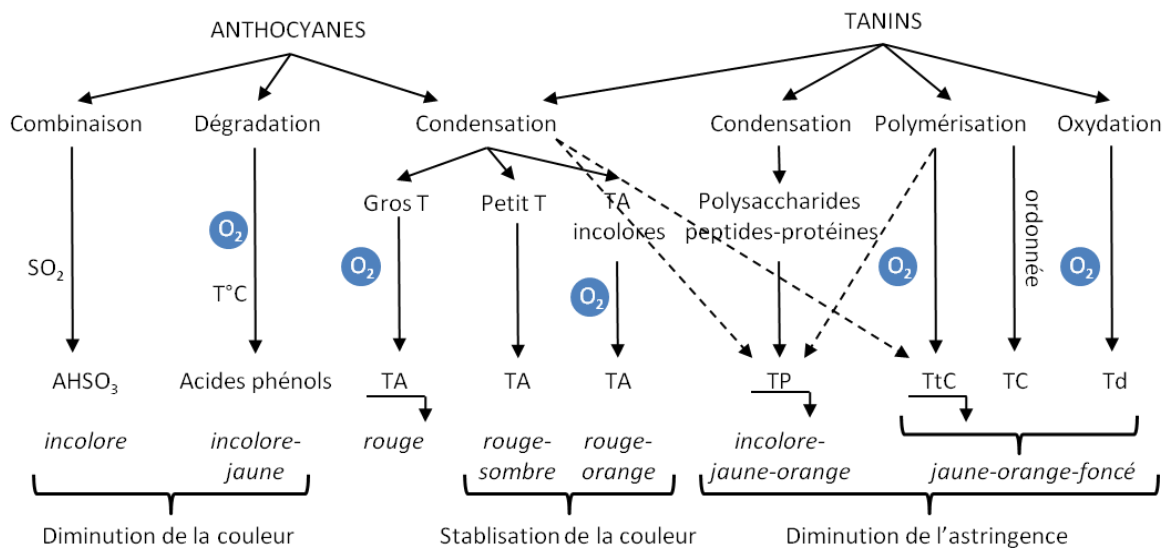 ANTHOCYANES
TANINS
Combinaison
Dégradation
Condensation
Condensation
Polymérisation
Oxydation
Gros T
Petit T
TA
incolores
Polysaccharides
peptides-protéines
ordonnée
O₂
O₂
O₂
O₂
O₂
SO₂
T°C
AHSO₃
Acides phénols
TA
TA
TA
TP
TtC
TC
Td
incolore
incolore-
jaune
rouge
rouge-
sombre
rouge-
orange
incolore-
jaune-orange
jaune-orange-foncé
Diminution de la couleur
Stablisation de la couleur
Diminution de l'astringence